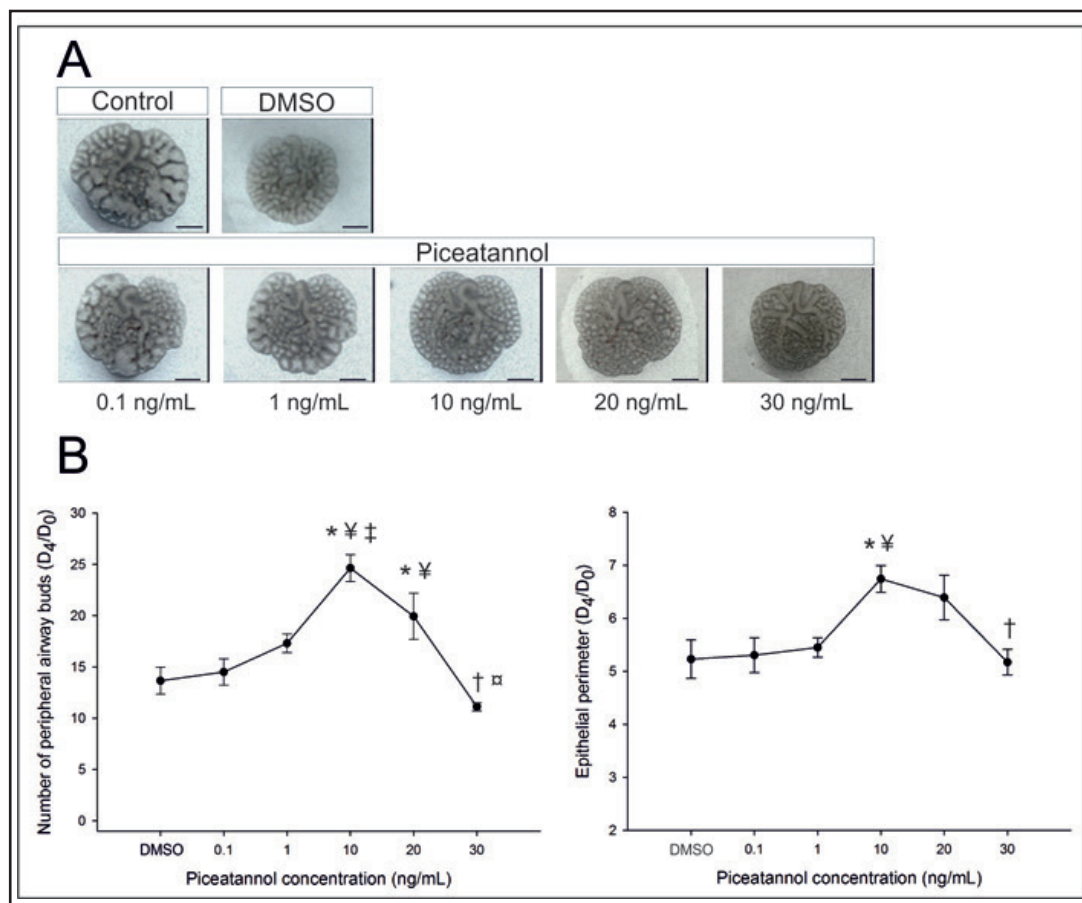 A
Control DMSO
Piceatannol
0.1 ng/mL 1 ng/mL 10 ng/mL 20 ng/mL 30 ng/mL
B
Number of peripheral airway buds (D4/D0)
30
25
20
15
10
5
0
* ¥ ‡
* ¥
† ¤
DMSO 0.1 1 10 20 30
Piceatannol concentration (ng/mL)
Epithelial perimeter (D4/D0)
8
7
6
5
4
3
2
* ¥
†
DMSO 0.1 1 10 20 30
Piceatannol concentration (ng/mL)